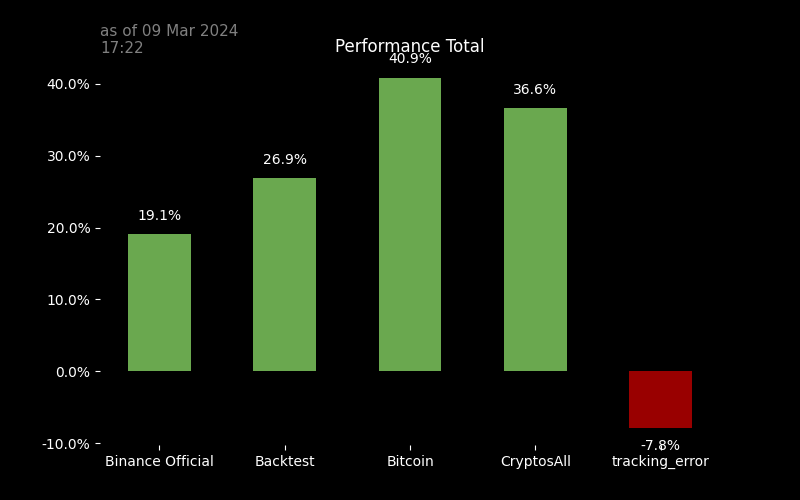 as of 09 Mar 2024
17:22
Performance Total
40.9%
40.0%
36.6%
30.0%
26.9%
20.0%
19.1%
10.0%
0.0%
-10.0%
-7.8%
Binance Official
Backtest
Bitcoin
CryptosAll
tracking_error